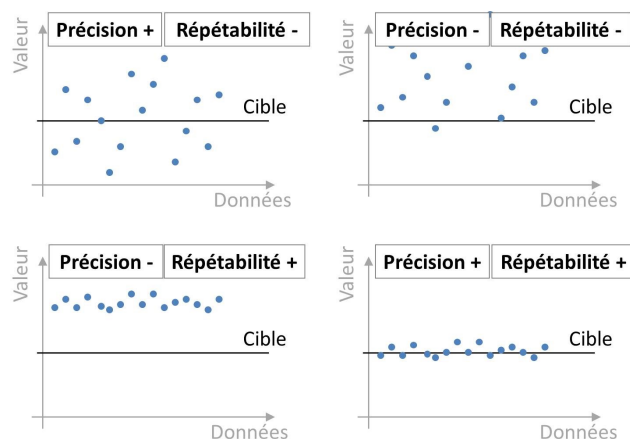 Valeur
Précision + Répétabilité -
Cible
Données
Valeur
Précision - Répétabilité -
Cible
Données
Valeur
Précision - Répétabilité +
Cible
Données
Valeur
Précision + Répétabilité +
Cible
Données